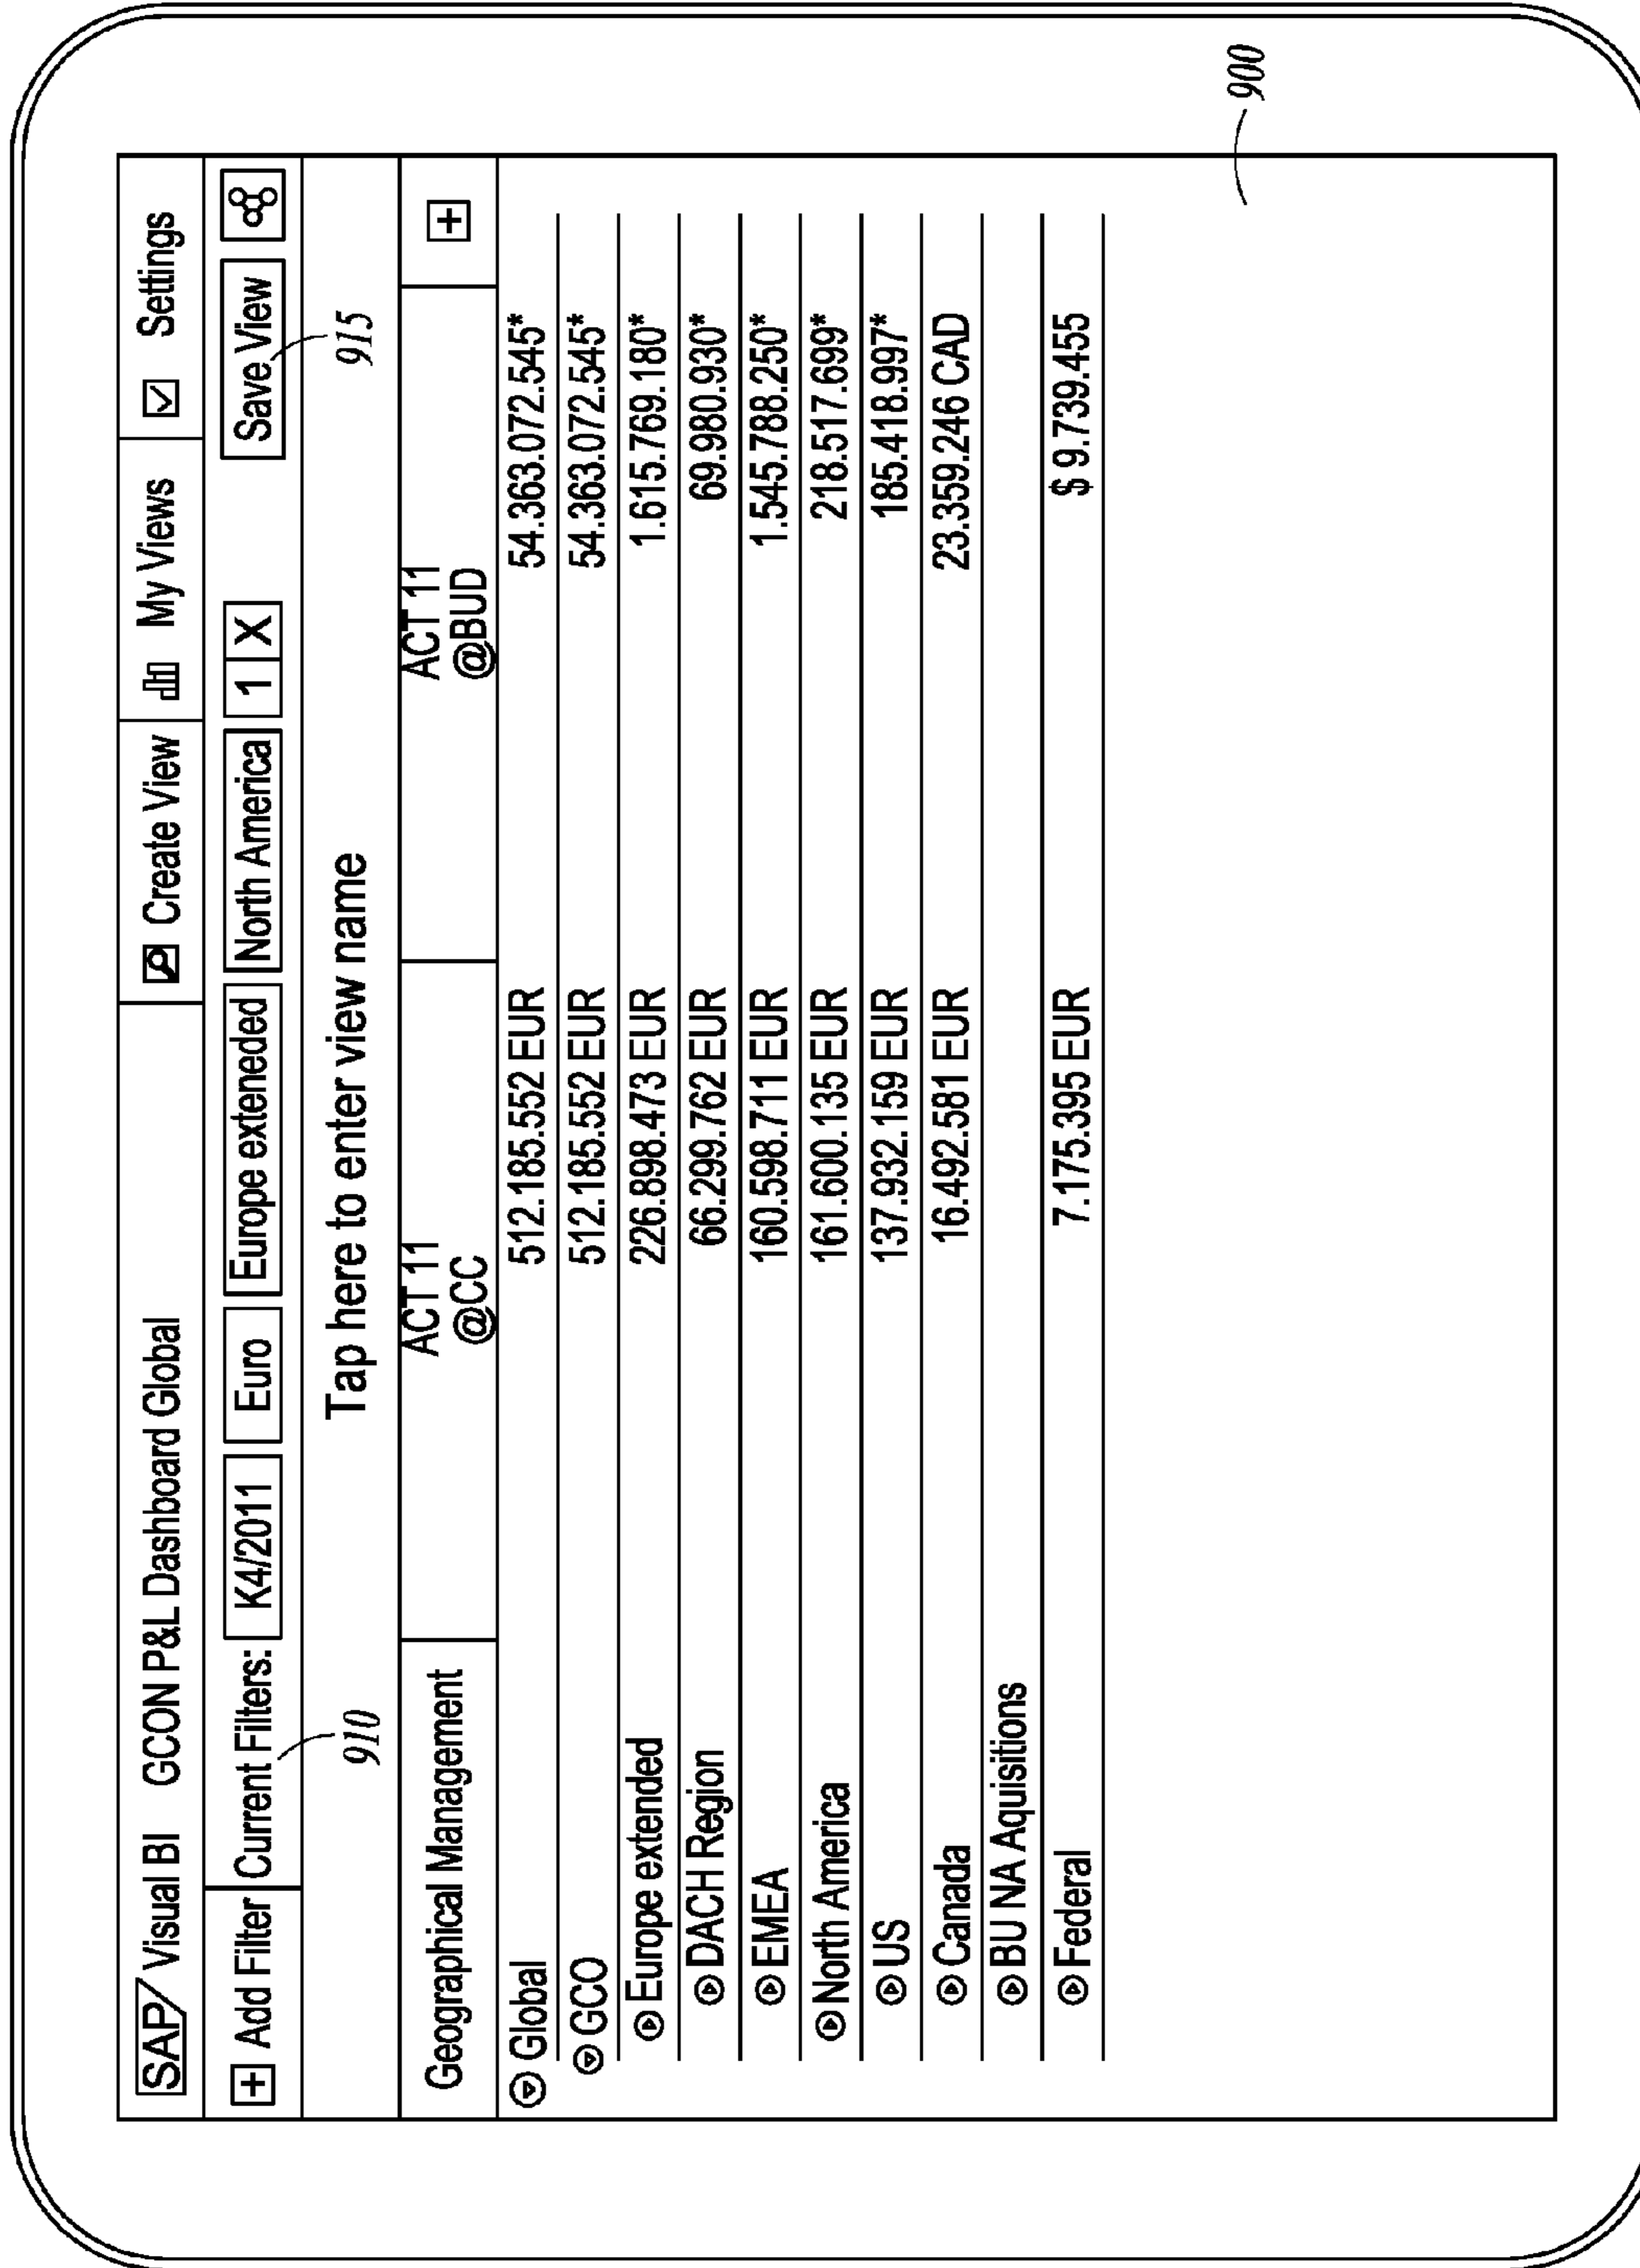 SAP Visual BI GCON P&L Dashboard Global Create View My Views Settings
Add Filter Current Filters: K4/2011 Euro Europe exteneded North America 1 X Save View
910 915
Tap here to enter view name
Geographical Management ACT 11 @CC ACT 11 @BUD
Global 512.185.552 EUR 54.363.072.545*
GCO 512.185.552 EUR 54.363.072.545*
Europe extended 226.898.473 EUR 1.615.769.180*
DACH Region 66.299.762 EUR 69.980.930*
EMEA 160.598.711 EUR 1.545.788.250*
North America 161.600.135 EUR 218.517.699*
US 137.932.159 EUR 185.418.997*
Canada 16.492.581 EUR 23.359.246 CAD
BU NA Aquisitions
Federal 7.175.395 EUR $ 9.739.455
900